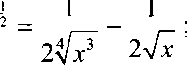 ½ = 1/(2∜x³) − 1/(2√x) ;